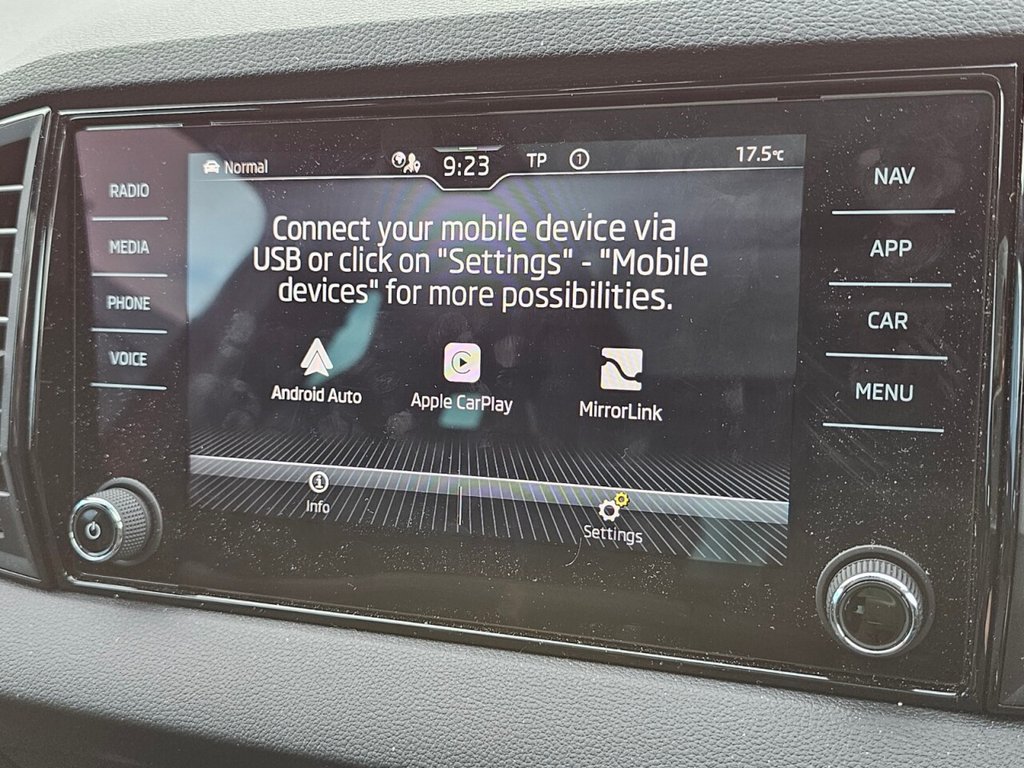 Normal
9:23
TP
1
17.5°C
RADIO
MEDIA
PHONE
VOICE
Connect your mobile device via
USB or click on "Settings" - "Mobile
devices" for more possibilities.
Android Auto
Apple CarPlay
MirrorLink
Info
Settings
NAV
APP
CAR
MENU